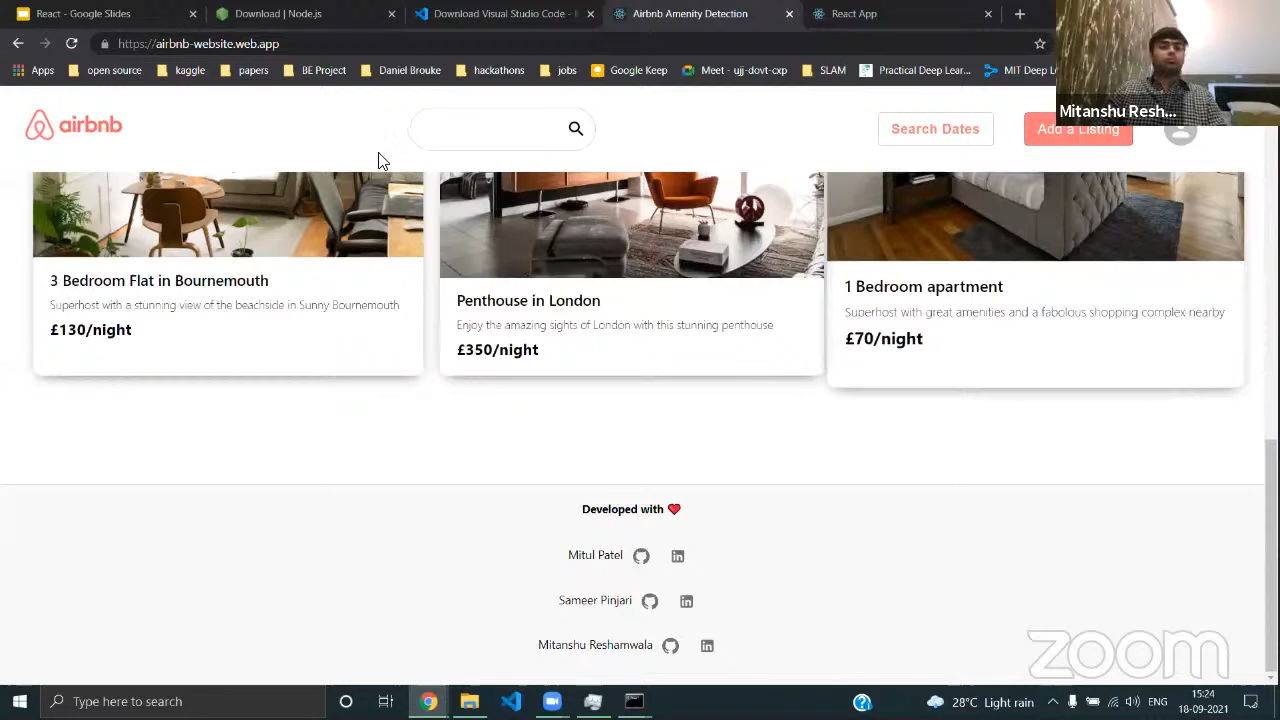 React - Google Slides
Download | Node.js
Download Visual Studio Code -
Airbnb Amenity Detection
React App
https://airbnb-website.web.app
Apps
open source
kaggle
papers
BE Project
Daniel Brouke
hackathons
jobs
Google Keep
Meet - ujj-dovt-cxp
SLAM
Practical Deep Lear...
MIT Deep
Mitanshu Resh...
airbnb
Search Dates
Add a Listing
3 Bedroom Flat in Bournemouth
Superhost with a stunning view of the beachside in Sunny Bournemouth
£130/night
Penthouse in London
Enjoy the amazing sights of London with this stunning penthouse
£350/night
1 Bedroom apartment
Superhost with great amenities and a fabolous shopping complex nearby
£70/night
Developed with ❤
Mitul Patel
Sameer Pinjari
Mitanshu Reshamwala
zoom
Type here to search
28°C Light rain
ENG
15:24
18-09-2021